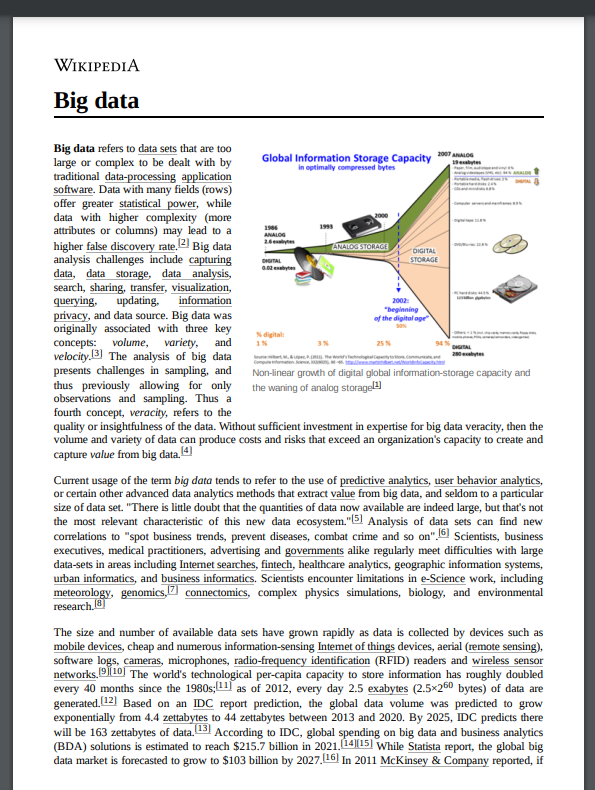 WIKIPEDIA
Big data
Big data refers to data sets that are too
large or complex to be dealt with by
traditional data-processing application
software. Data with many fields (rows)
offer greater statistical power, while
data with higher complexity (more
attributes or columns) may lead to a
higher false discovery rate.[2] Big data
analysis challenges include capturing
data, data storage, data analysis,
search, sharing, transfer, visualization,
querying, updating, information
privacy, and data source. Big data was
originally associated with three key
concepts: volume, variety, and
velocity.[3] The analysis of big data
presents challenges in sampling, and
thus previously allowing for only
observations and sampling. Thus a
fourth concept, veracity, refers to the
quality or insightfulness of the data. Without sufficient investment in expertise for big data veracity, then the
volume and variety of data can produce costs and risks that exceed an organization's capacity to create and
capture value from big data.[4]
Global Information Storage Capacity
in optimally compressed bytes
1986
ANALOG
2.6 exabytes
DIGITAL
0.02 exabytes
1993
2000
ANALOG STORAGE
DIGITAL
STORAGE
2002:
"beginning
of the digital age"
50%
2007
ANALOG
19 exabytes
ANALOG
DIGITAL
DIGITAL
280 exabytes
% digital:
1 % 3 % 25 % 94 %
Non-linear growth of digital global information-storage capacity and
the waning of analog storage[1]
Current usage of the term big data tends to refer to the use of predictive analytics, user behavior analytics,
or certain other advanced data analytics methods that extract value from big data, and seldom to a particular
size of data set. "There is little doubt that the quantities of data now available are indeed large, but that's not
the most relevant characteristic of this new data ecosystem."[5] Analysis of data sets can find new
correlations to "spot business trends, prevent diseases, combat crime and so on".[6] Scientists, business
executives, medical practitioners, advertising and governments alike regularly meet difficulties with large
data-sets in areas including Internet searches, fintech, healthcare analytics, geographic information systems,
urban informatics, and business informatics. Scientists encounter limitations in e-Science work, including
meteorology, genomics,[7] connectomics, complex physics simulations, biology, and environmental
research.[8]
The size and number of available data sets have grown rapidly as data is collected by devices such as
mobile devices, cheap and numerous information-sensing Internet of things devices, aerial (remote sensing),
software logs, cameras, microphones, radio-frequency identification (RFID) readers and wireless sensor
networks.[9][10] The world's technological per-capita capacity to store information has roughly doubled
every 40 months since the 1980s;[11] as of 2012, every day 2.5 exabytes (2.5×2⁶⁰ bytes) of data are
generated.[12] Based on an IDC report prediction, the global data volume was predicted to grow
exponentially from 4.4 zettabytes to 44 zettabytes between 2013 and 2020. By 2025, IDC predicts there
will be 163 zettabytes of data.[13] According to IDC, global spending on big data and business analytics
(BDA) solutions is estimated to reach $215.7 billion in 2021.[14][15] While Statista report, the global big
data market is forecasted to grow to $103 billion by 2027.[16] In 2011 McKinsey & Company reported, if